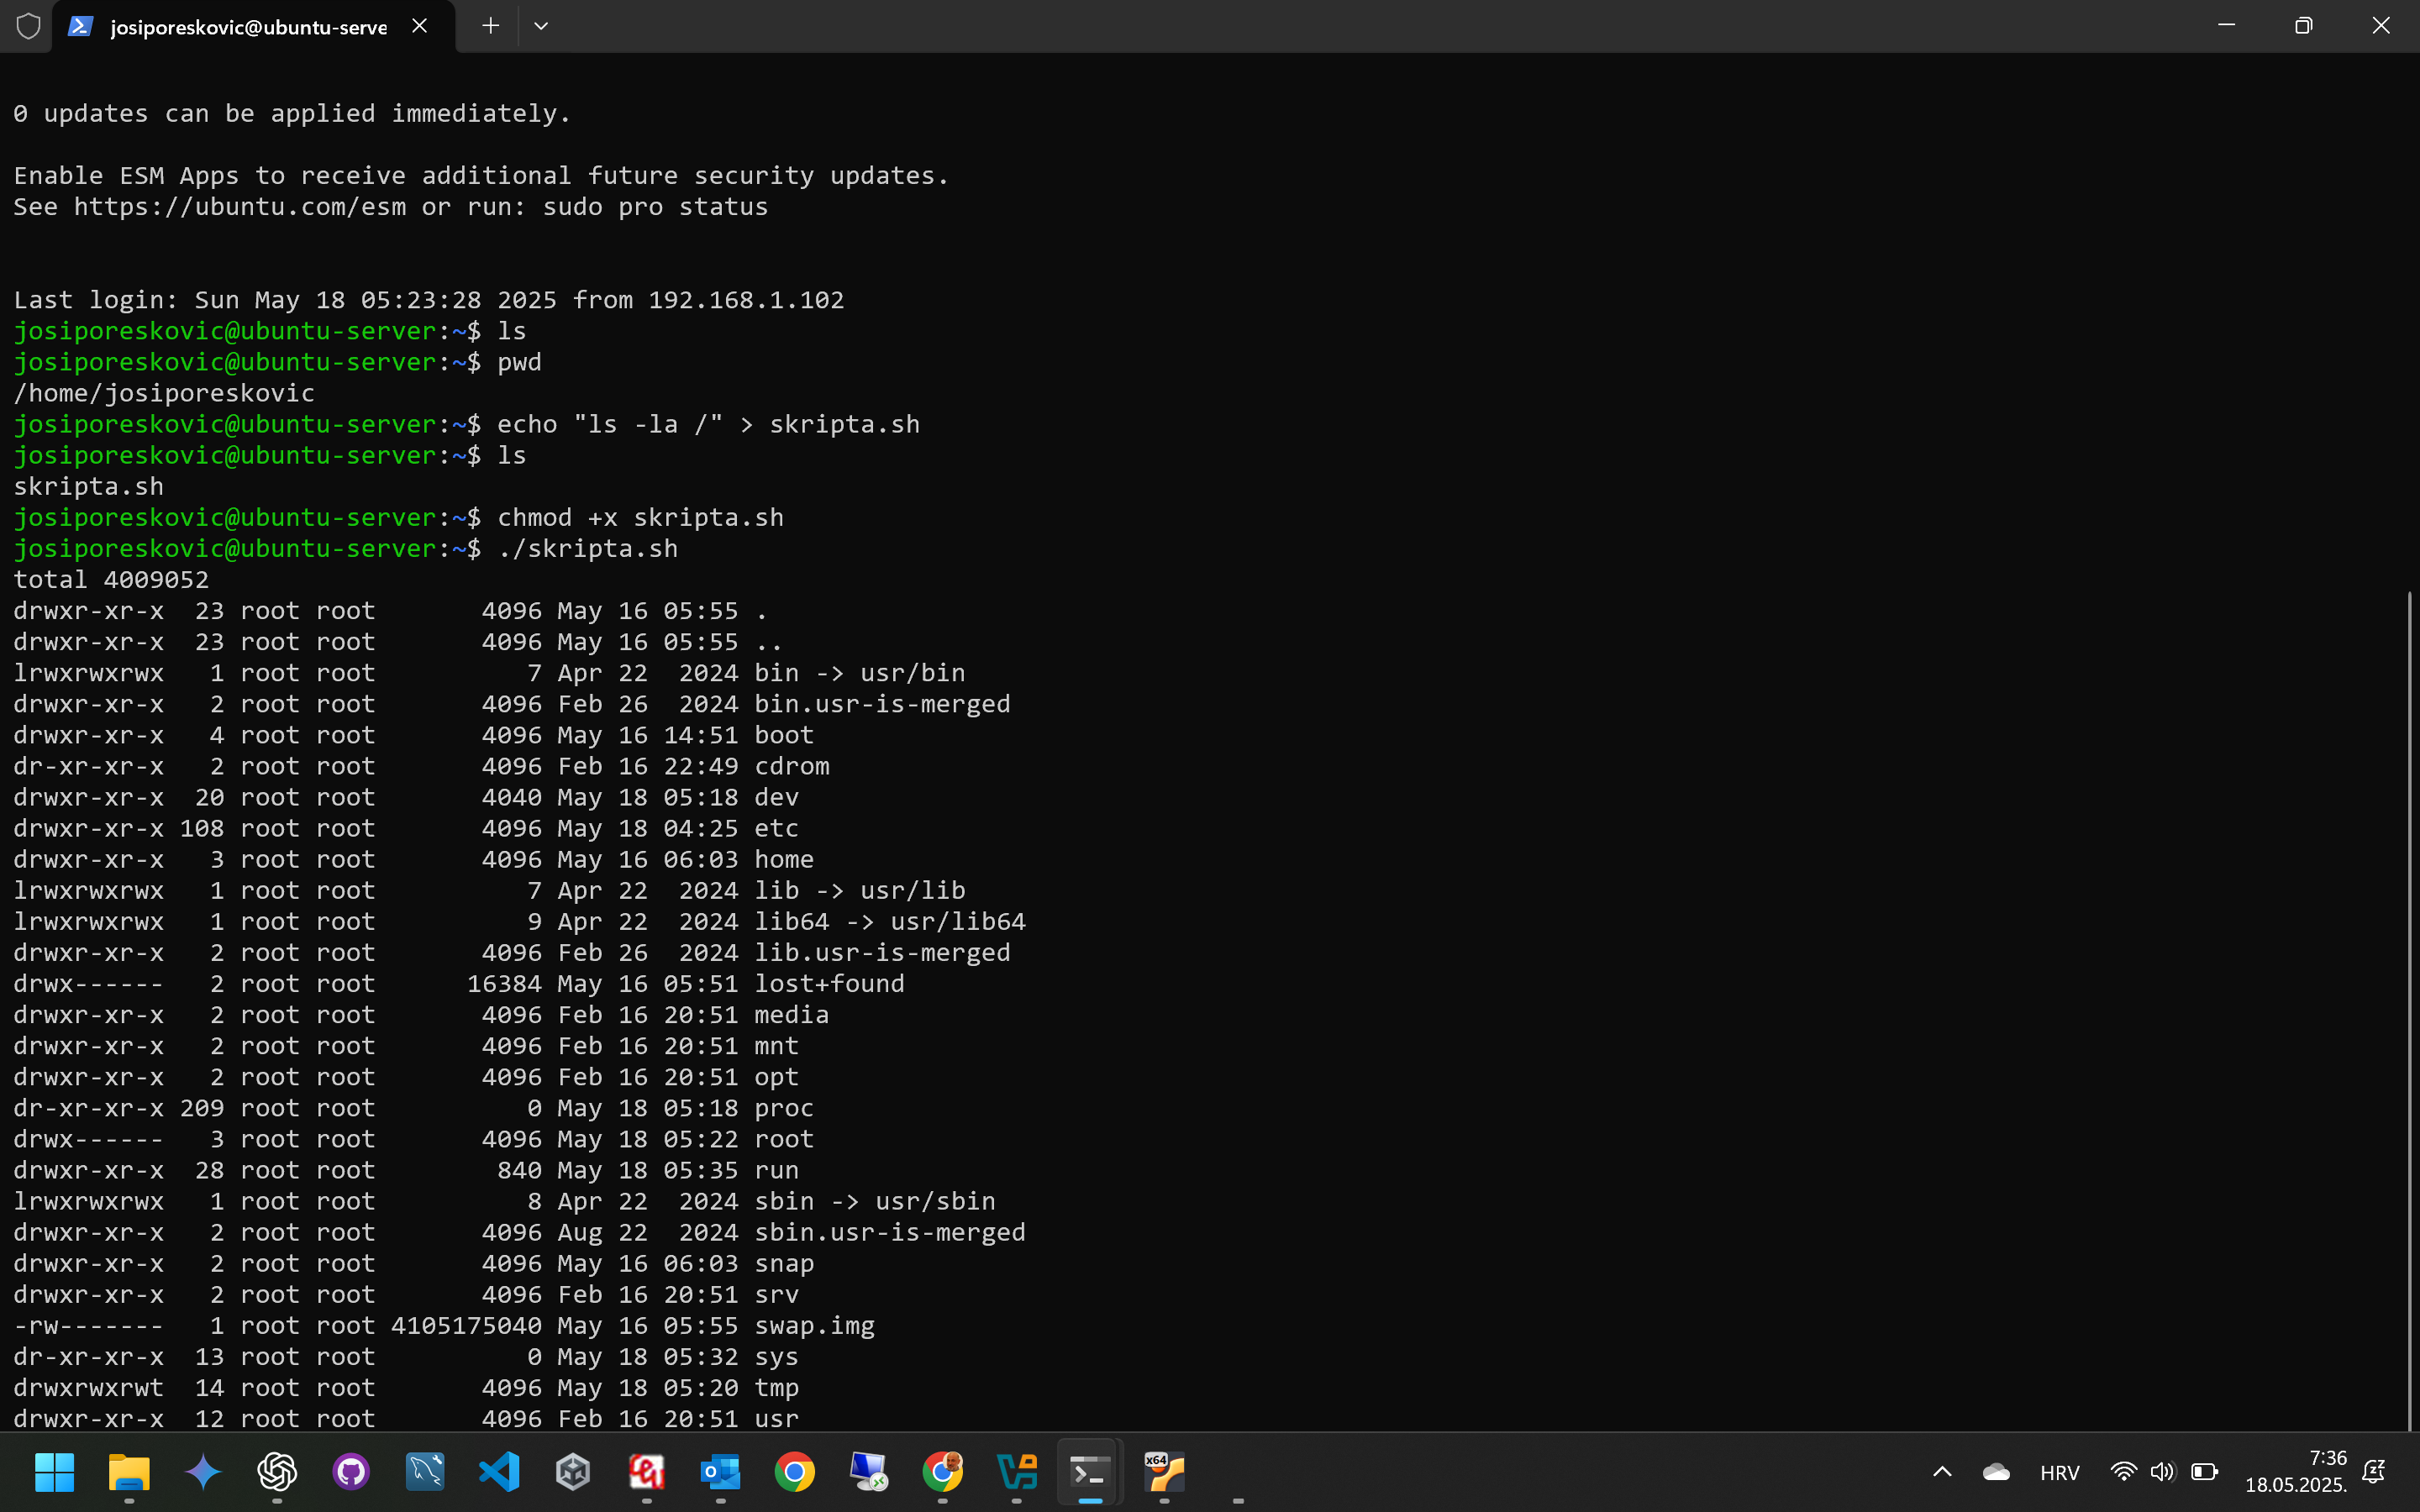 josiporeskovic@ubuntu-serve
0 updates can be applied immediately.
Enable ESM Apps to receive additional future security updates.
See https://ubuntu.com/esm or run: sudo pro status
Last login: Sun May 18 05:23:28 2025 from 192.168.1.102
josiporeskovic@ubuntu-server:~$ ls
josiporeskovic@ubuntu-server:~$ pwd
/home/josiporeskovic
josiporeskovic@ubuntu-server:~$ echo "ls -la /" > skripta.sh
josiporeskovic@ubuntu-server:~$ ls
skripta.sh
josiporeskovic@ubuntu-server:~$ chmod +x skripta.sh
josiporeskovic@ubuntu-server:~$ ./skripta.sh
total 4009052
drwxr-xr-x  23 root root       4096 May 16 05:55 .
drwxr-xr-x  23 root root       4096 May 16 05:55 ..
lrwxrwxrwx   1 root root          7 Apr 22  2024 bin -> usr/bin
drwxr-xr-x   2 root root       4096 Feb 26  2024 bin.usr-is-merged
drwxr-xr-x   4 root root       4096 May 16 14:51 boot
dr-xr-xr-x   2 root root       4096 Feb 16 22:49 cdrom
drwxr-xr-x  20 root root       4040 May 18 05:18 dev
drwxr-xr-x 108 root root       4096 May 18 04:25 etc
drwxr-xr-x   3 root root       4096 May 16 06:03 home
lrwxrwxrwx   1 root root          7 Apr 22  2024 lib -> usr/lib
lrwxrwxrwx   1 root root          9 Apr 22  2024 lib64 -> usr/lib64
drwxr-xr-x   2 root root       4096 Feb 26  2024 lib.usr-is-merged
drwx------   2 root root      16384 May 16 05:51 lost+found
drwxr-xr-x   2 root root       4096 Feb 16 20:51 media
drwxr-xr-x   2 root root       4096 Feb 16 20:51 mnt
drwxr-xr-x   2 root root       4096 Feb 16 20:51 opt
dr-xr-xr-x 209 root root          0 May 18 05:18 proc
drwx------   3 root root       4096 May 18 05:22 root
drwxr-xr-x  28 root root        840 May 18 05:35 run
lrwxrwxrwx   1 root root          8 Apr 22  2024 sbin -> usr/sbin
drwxr-xr-x   2 root root       4096 Aug 22  2024 sbin.usr-is-merged
drwxr-xr-x   2 root root       4096 May 16 06:03 snap
drwxr-xr-x   2 root root       4096 Feb 16 20:51 srv
-rw-------   1 root root 4105175040 May 16 05:55 swap.img
dr-xr-xr-x  13 root root          0 May 18 05:32 sys
drwxrwxrwt  14 root root       4096 May 18 05:20 tmp
drwxr-xr-x  12 root root       4096 Feb 16 20:51 usr
x64
HRV
7:36
18.05.2025.